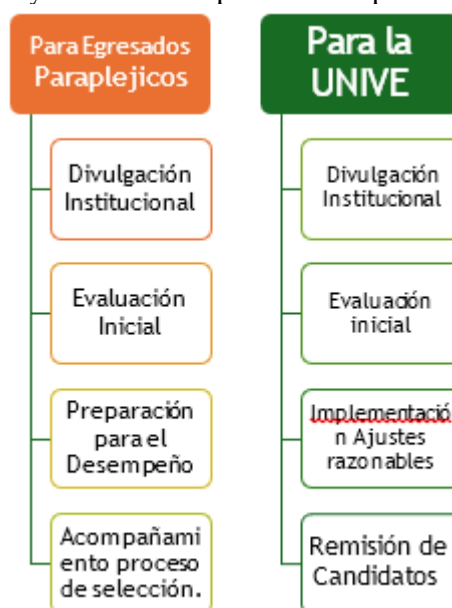 Para Egresados
Paraplejicos
Divulgación
Institucional
Evaluación
Inicial
Preparación
para el
Desempeño
Acompañami
ento proceso
de selección.
Para la
UNIVE
Divulgación
Institucional
Evaluación
inicial
Implementació
n Ajustes
razonables
Remisión de
Candidatos